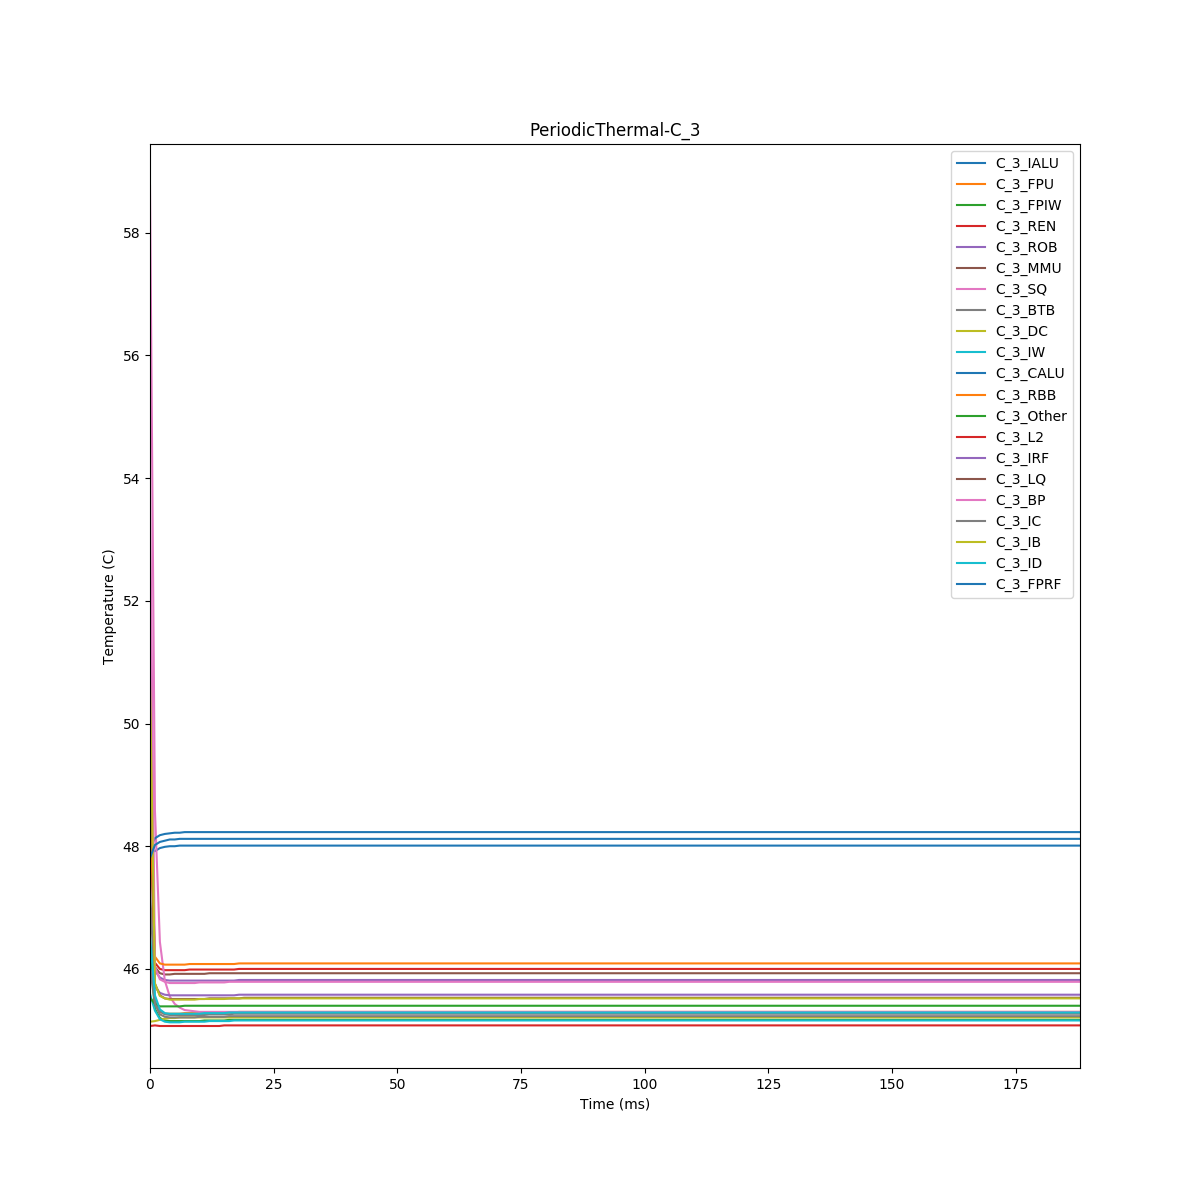 PeriodicThermal-C_3
C_3_IALU
C_3_FPU
C_3_FPIW
C_3_REN
C_3_ROB
C_3_MMU
C_3_SQ
C_3_BTB
C_3_DC
C_3_IW
C_3_CALU
C_3_RBB
C_3_Other
C_3_L2
C_3_IRF
C_3_LQ
C_3_BP
C_3_IC
C_3_IB
C_3_ID
C_3_FPRF
58
56
54
52
50
48
46
Temperature (C)
0 25 50 75 100 125 150 175
Time (ms)